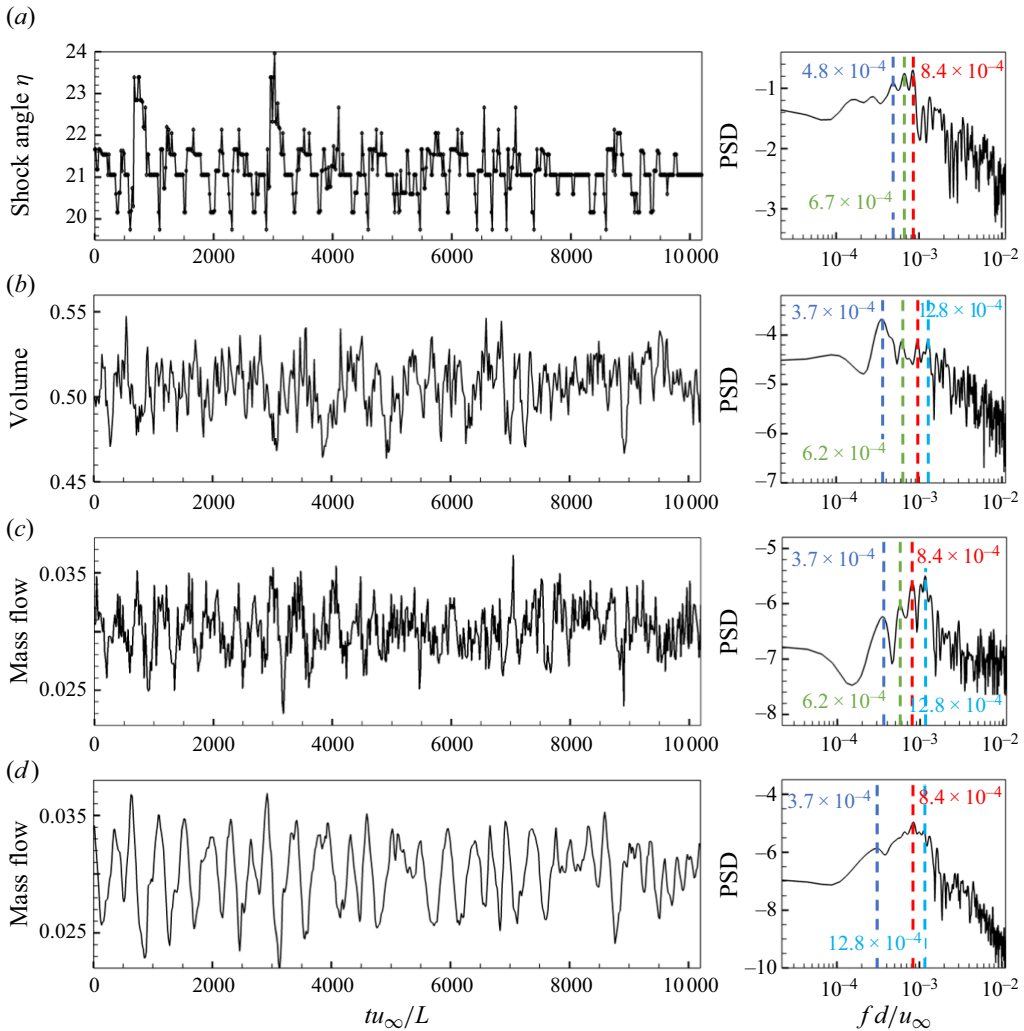 (a)
24
23
22
21
20
Shock angle η
0 2000 4000 6000 8000 10 000
4.8 × 10–4
8.4 × 10–4
6.7 × 10–4
–1
–2
–3
PSD
10–4 10–3 10–2
(b)
0.55
0.50
0.45
Volume
0 2000 4000 6000 8000 10 000
3.7 × 10–4
12.8 × 10–4
6.2 × 10–4
–4
–5
–6
–7
PSD
10–4 10–3 10–2
(c)
0.035
0.025
Mass flow
0 2000 4000 6000 8000 10 000
3.7 × 10–4
8.4 × 10–4
6.2 × 10–4
12.8 × 10–4
–5
–6
–7
–8
PSD
10–4 10–3 10–2
(d)
0.035
0.025
Mass flow
0 2000 4000 6000 8000 10 000
tu∞/L
3.7 × 10–4
8.4 × 10–4
12.8 × 10–4
–4
–6
–8
–10
PSD
10–4 10–3 10–2
f d/u∞